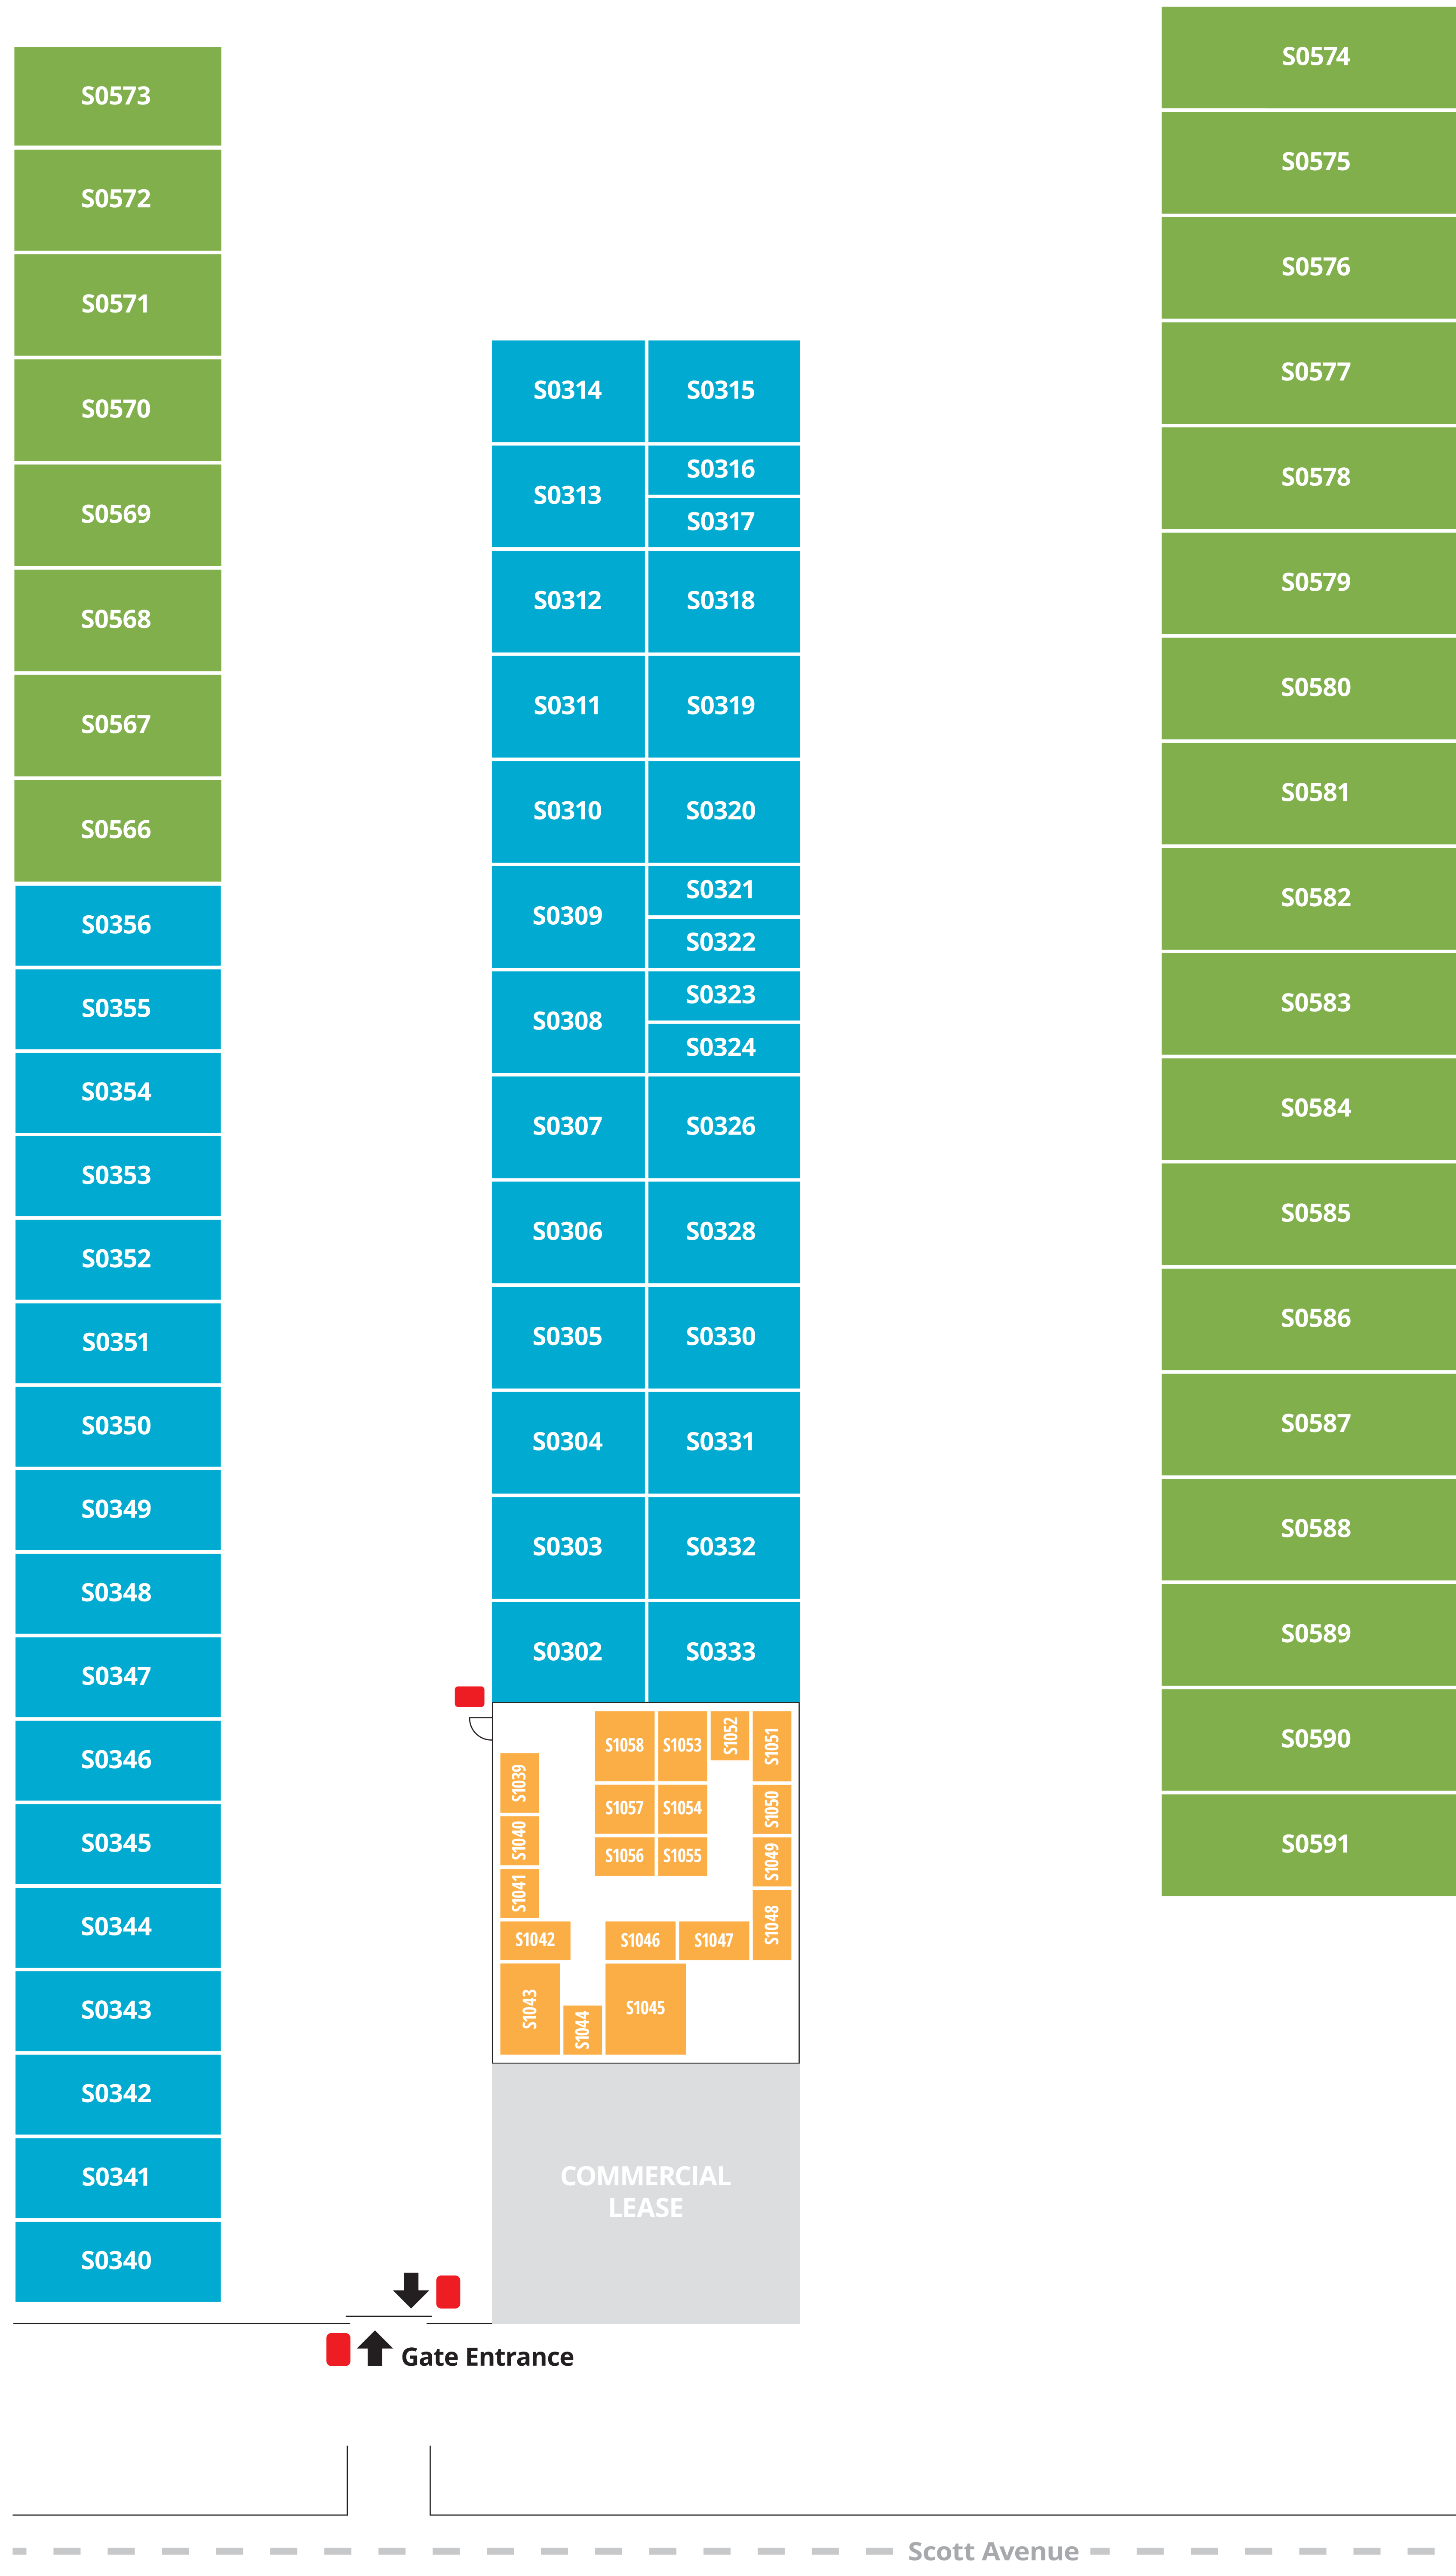 S0573
S0572
S0571
S0570
S0569
S0568
S0567
S0566
S0356
S0355
S0354
S0353
S0352
S0351
S0350
S0349
S0348
S0347
S0346
S0345
S0344
S0343
S0342
S0341
S0340
S0314 S0315
S0313 S0316
S0317
S0312 S0318
S0311 S0319
S0310 S0320
S0309 S0321
S0322
S0308 S0323
S0324
S0307 S0326
S0306 S0328
S0305 S0330
S0304 S0331
S0303 S0332
S0302 S0333
S1058 S1053 S1052 S1051
S1039
S1057 S1054 S1050
S1040
S1056 S1055 S1049
S1041
S1042 S1046 S1047 S1048
S1043 S1044 S1045
COMMERCIAL
LEASE
S0574
S0575
S0576
S0577
S0578
S0579
S0580
S0581
S0582
S0583
S0584
S0585
S0586
S0587
S0588
S0589
S0590
S0591
Gate Entrance
Scott Avenue